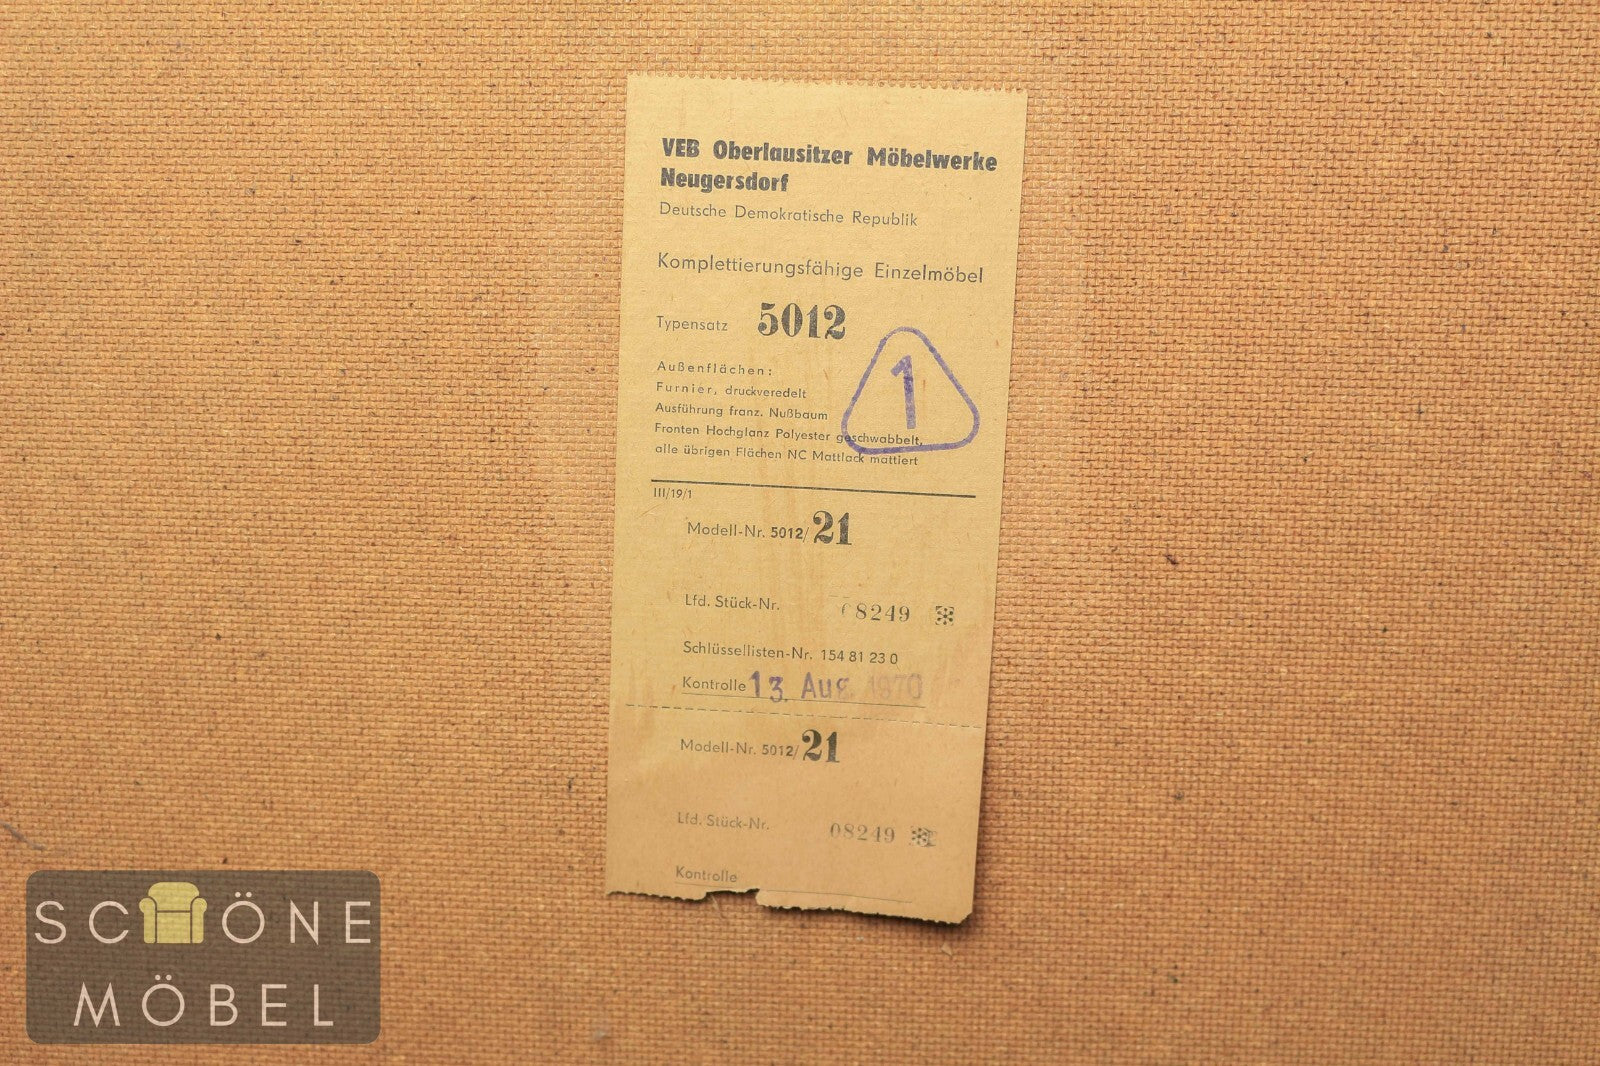 VEB Oberlausitzer Möbelwerke
Neugersdorf
Deutsche Demokratische Republik
Komplettierungsfähige Einzelmöbel
Typensatz 5012
1
Außenflächen:
Furnier, druckveredelt
Ausführung franz. Nußbaum
Fronten Hochglanz Polyester geschwabbelt,
alle übrigen Flächen NC Mattlack mattiert
III/19/1
Modell-Nr. 5012/21
Lfd. Stück-Nr. 08249
Schlüssellisten-Nr. 154 81 23 0
Kontrolle 13. Aug. 1970
Modell-Nr. 5012/21
Lfd. Stück-Nr. 08249
Kontrolle
SCHÖNE
MÖBEL